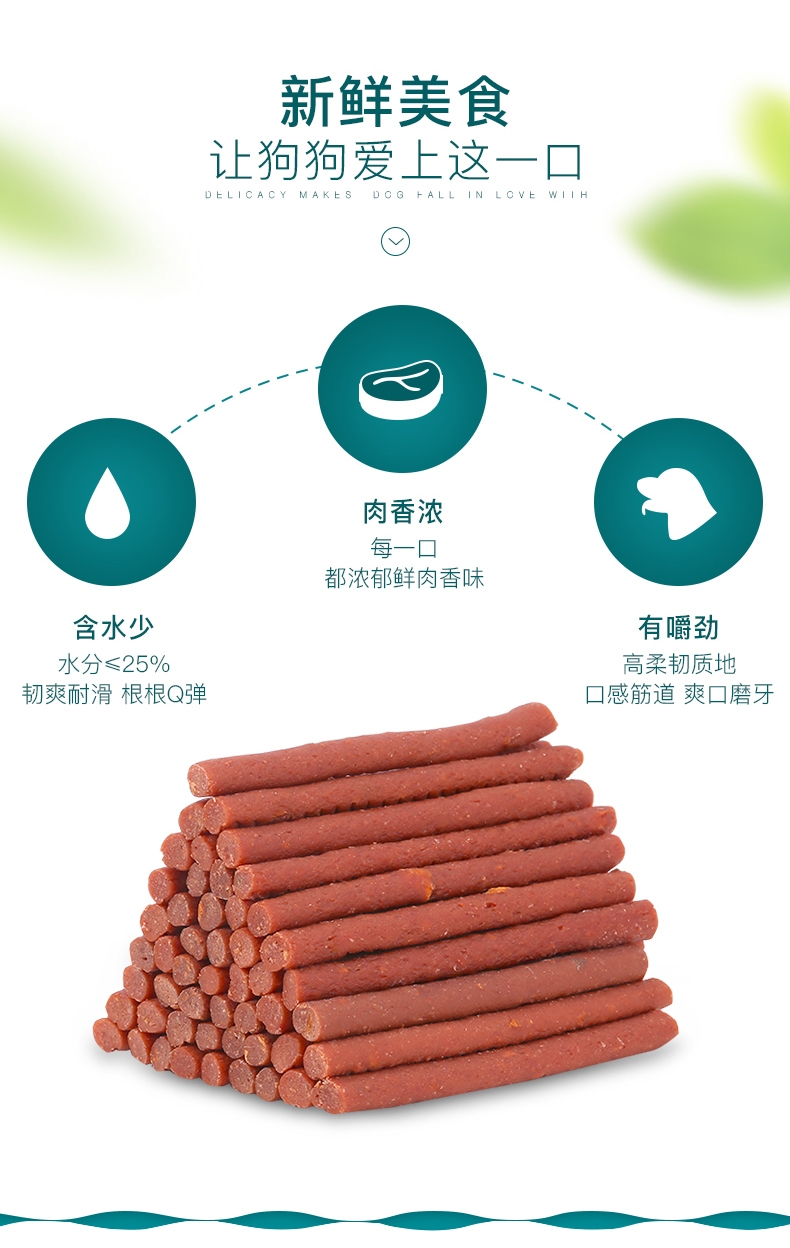 新鲜美食
让狗狗爱上这一口
DELICACY MAKES DOG FALL IN LOVE WITH
肉香浓
每一口
都浓郁鲜肉香味
含水少
水分≤25%
韧爽耐滑 根根Q弹
有嚼劲
高柔韧质地
口感筋道 爽口磨牙